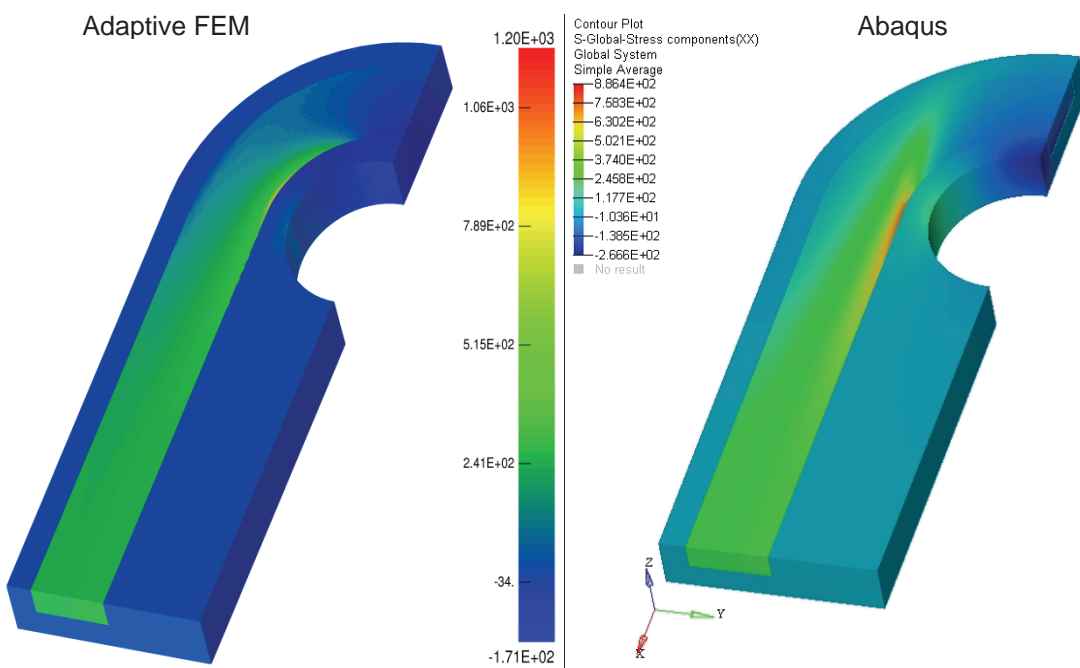 Adaptive FEM
1.20E+03
1.06E+03
7.89E+02
5.15E+02
2.41E+02
-34.
-1.71E+02
Abaqus
Contour Plot
S-Global-Stress components(XX)
Global System
Simple Average
8.864E+02
7.583E+02
6.302E+02
5.021E+02
3.740E+02
2.458E+02
1.177E+02
-1.036E+01
-1.385E+02
-2.666E+02
No result
Z
Y
X